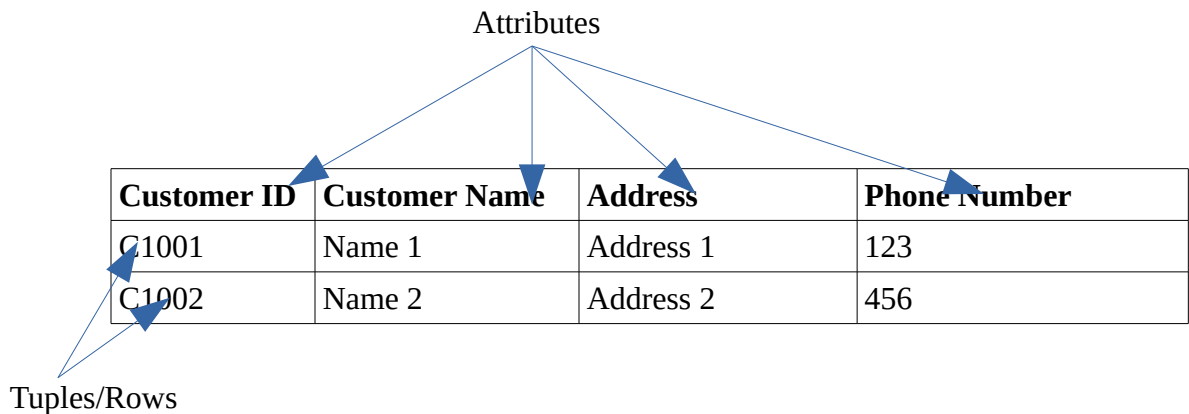 Attributes
Customer ID Customer Name Address Phone Number
C1001 Name 1 Address 1 123
C1002 Name 2 Address 2 456
Tuples/Rows